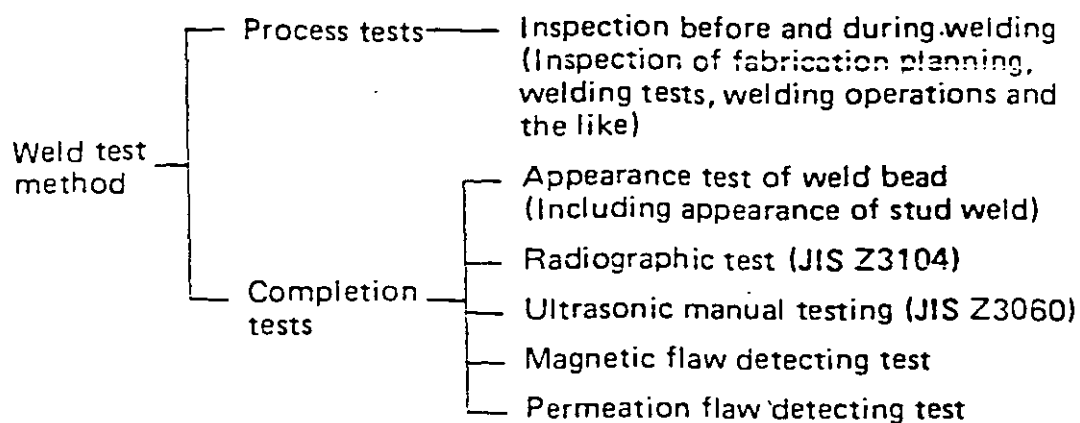 Process tests
Inspection before and during welding
(Inspection of fabrication planning,
welding tests, welding operations and
the like)
Weld test
method
Appearance test of weld bead
(Including appearance of stud weld)
Radiographic test (JIS Z3104)
Completion
tests
Ultrasonic manual testing (JIS Z3060)
Magnetic flaw detecting test
Permeation flaw detecting test